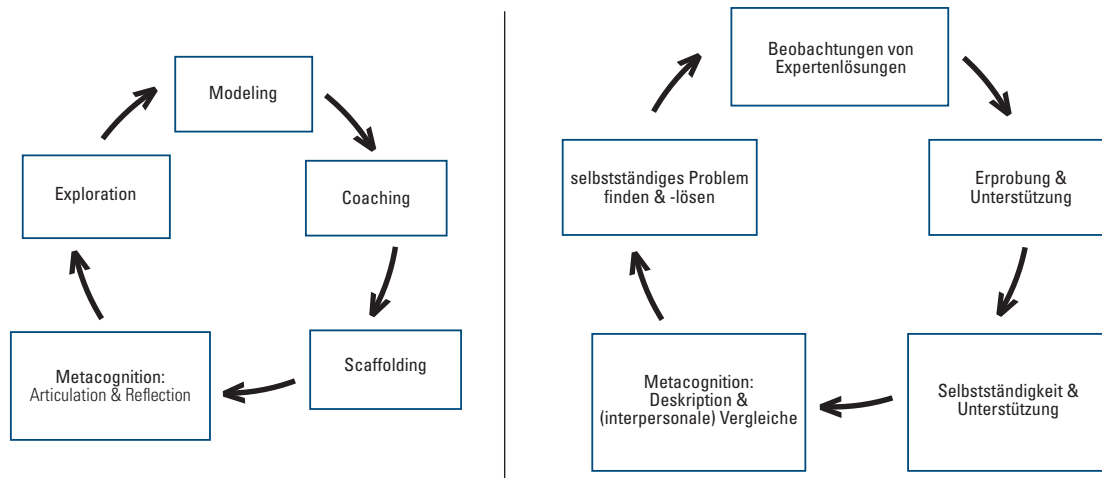 Modeling
Coaching
Scaffolding
Metacognition:
Articulation & Reflection
Exploration
Beobachtungen von
Expertenlösungen
Erprobung &
Unterstützung
Selbstständigkeit &
Unterstützung
Metacognition:
Deskription &
(interpersonale) Vergleiche
selbstständiges Problem
finden & -lösen